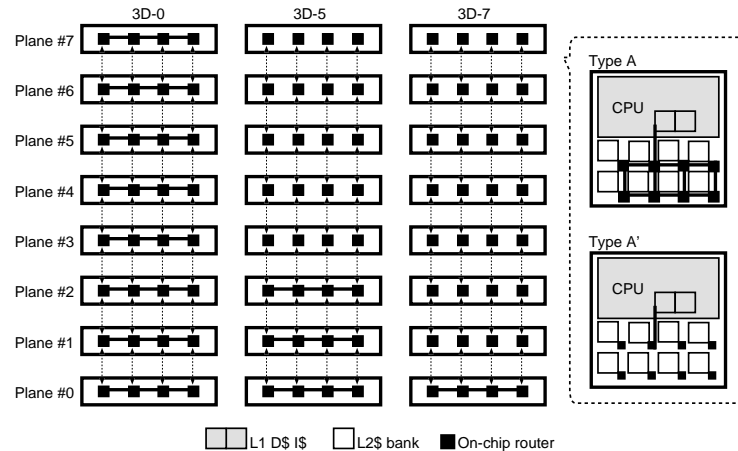 3D-0 3D-5 3D-7
Plane #7
Plane #6
Plane #5
Plane #4
Plane #3
Plane #2
Plane #1
Plane #0
Type A
CPU
Type A'
CPU
L1 D$ I$ L2$ bank On-chip router